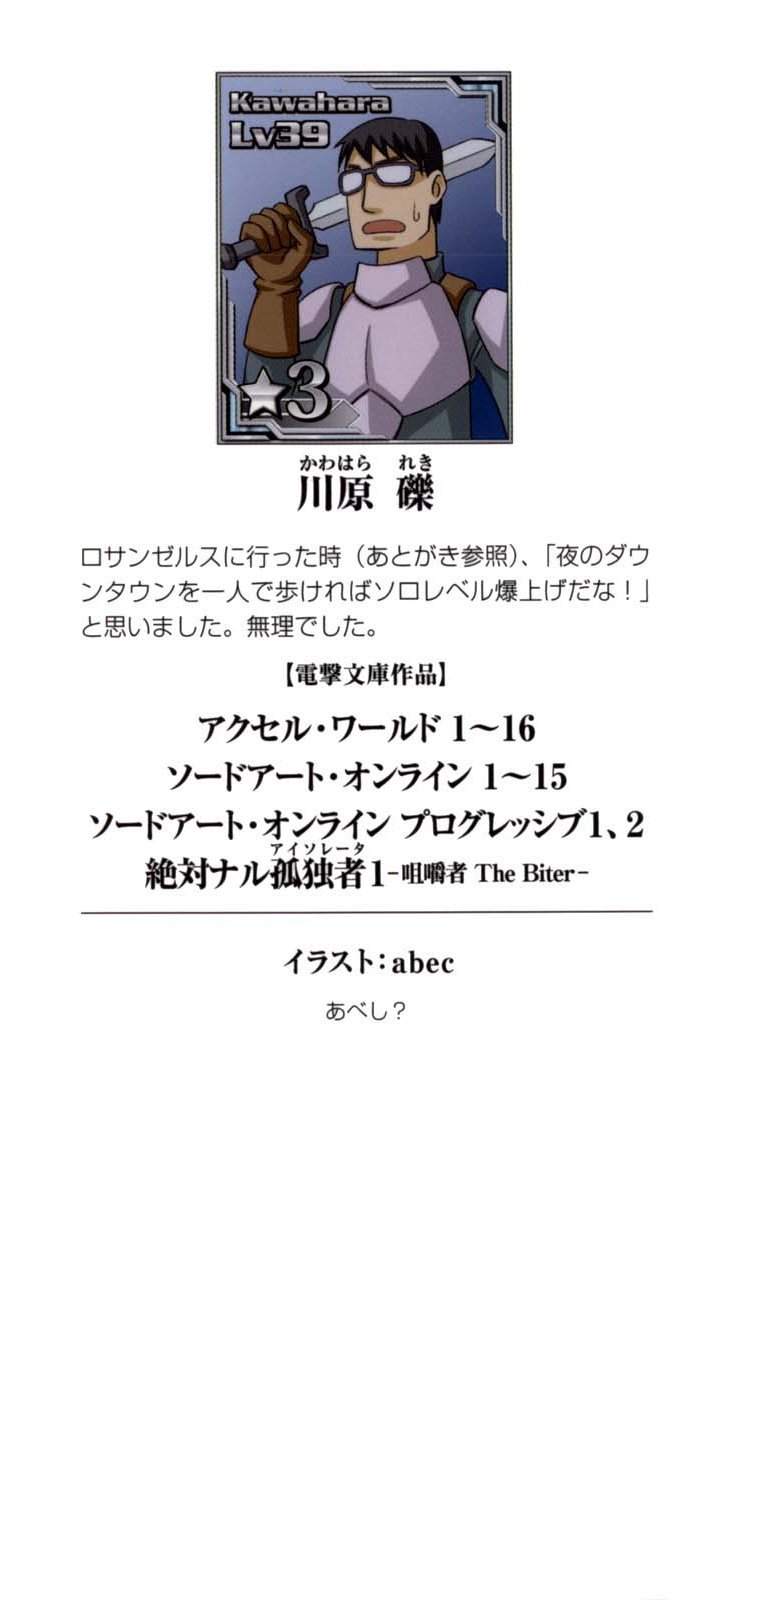 Kawahara
Lv39
★3
かわはら れき
川原 礫
ロサンゼルスに行った時（あとがき参照）、「夜のダウ
ンタウンを一人で歩ければソロレベル爆上げだな！」
と思いました。無理でした。
【電撃文庫作品】
アクセル・ワールド 1～16
ソードアート・オンライン 1～15
ソードアート・オンライン プログレッシブ1、2
アイソレータ
絶対ナル孤独者1 -咀嚼者 The Biter-
イラスト：abec
あべし？